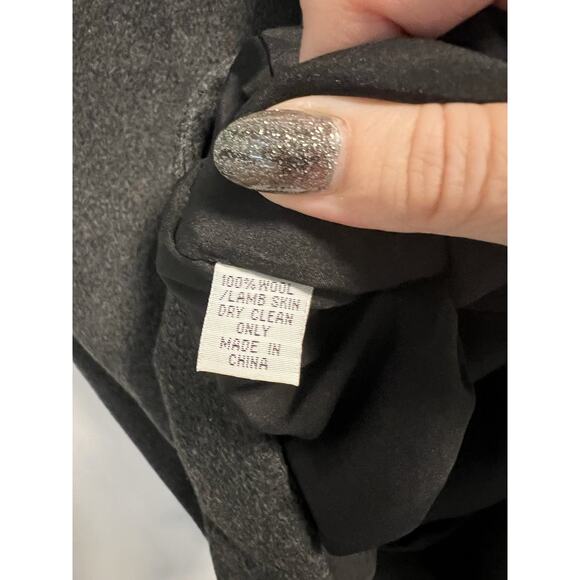 100% WOOL
/LAMB SKIN
DRY CLEAN
ONLY
MADE IN
CHINA